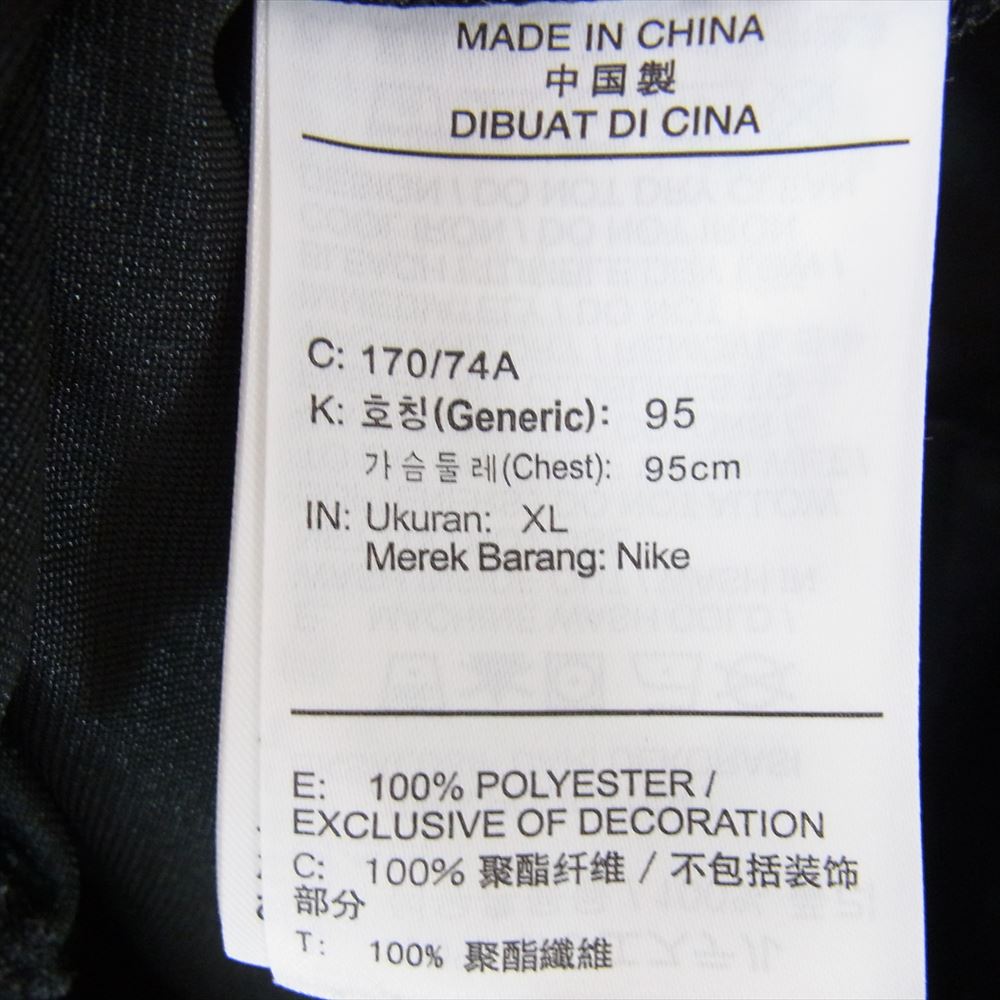 MADE IN CHINA
中国製
DIBUAT DI CINA
C: 170/74A
K: 호칭(Generic): 95
가슴둘레(Chest): 95cm
IN: Ukuran: XL
Merek Barang: Nike
E: 100% POLYESTER /
EXCLUSIVE OF DECORATION
C: 100% 聚酯纤维 / 不包括装饰
部分
T: 100% 聚酯纖維